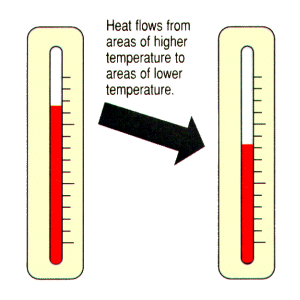 Heat flows from
areas of higher
temperature to
areas of lower
temperature.